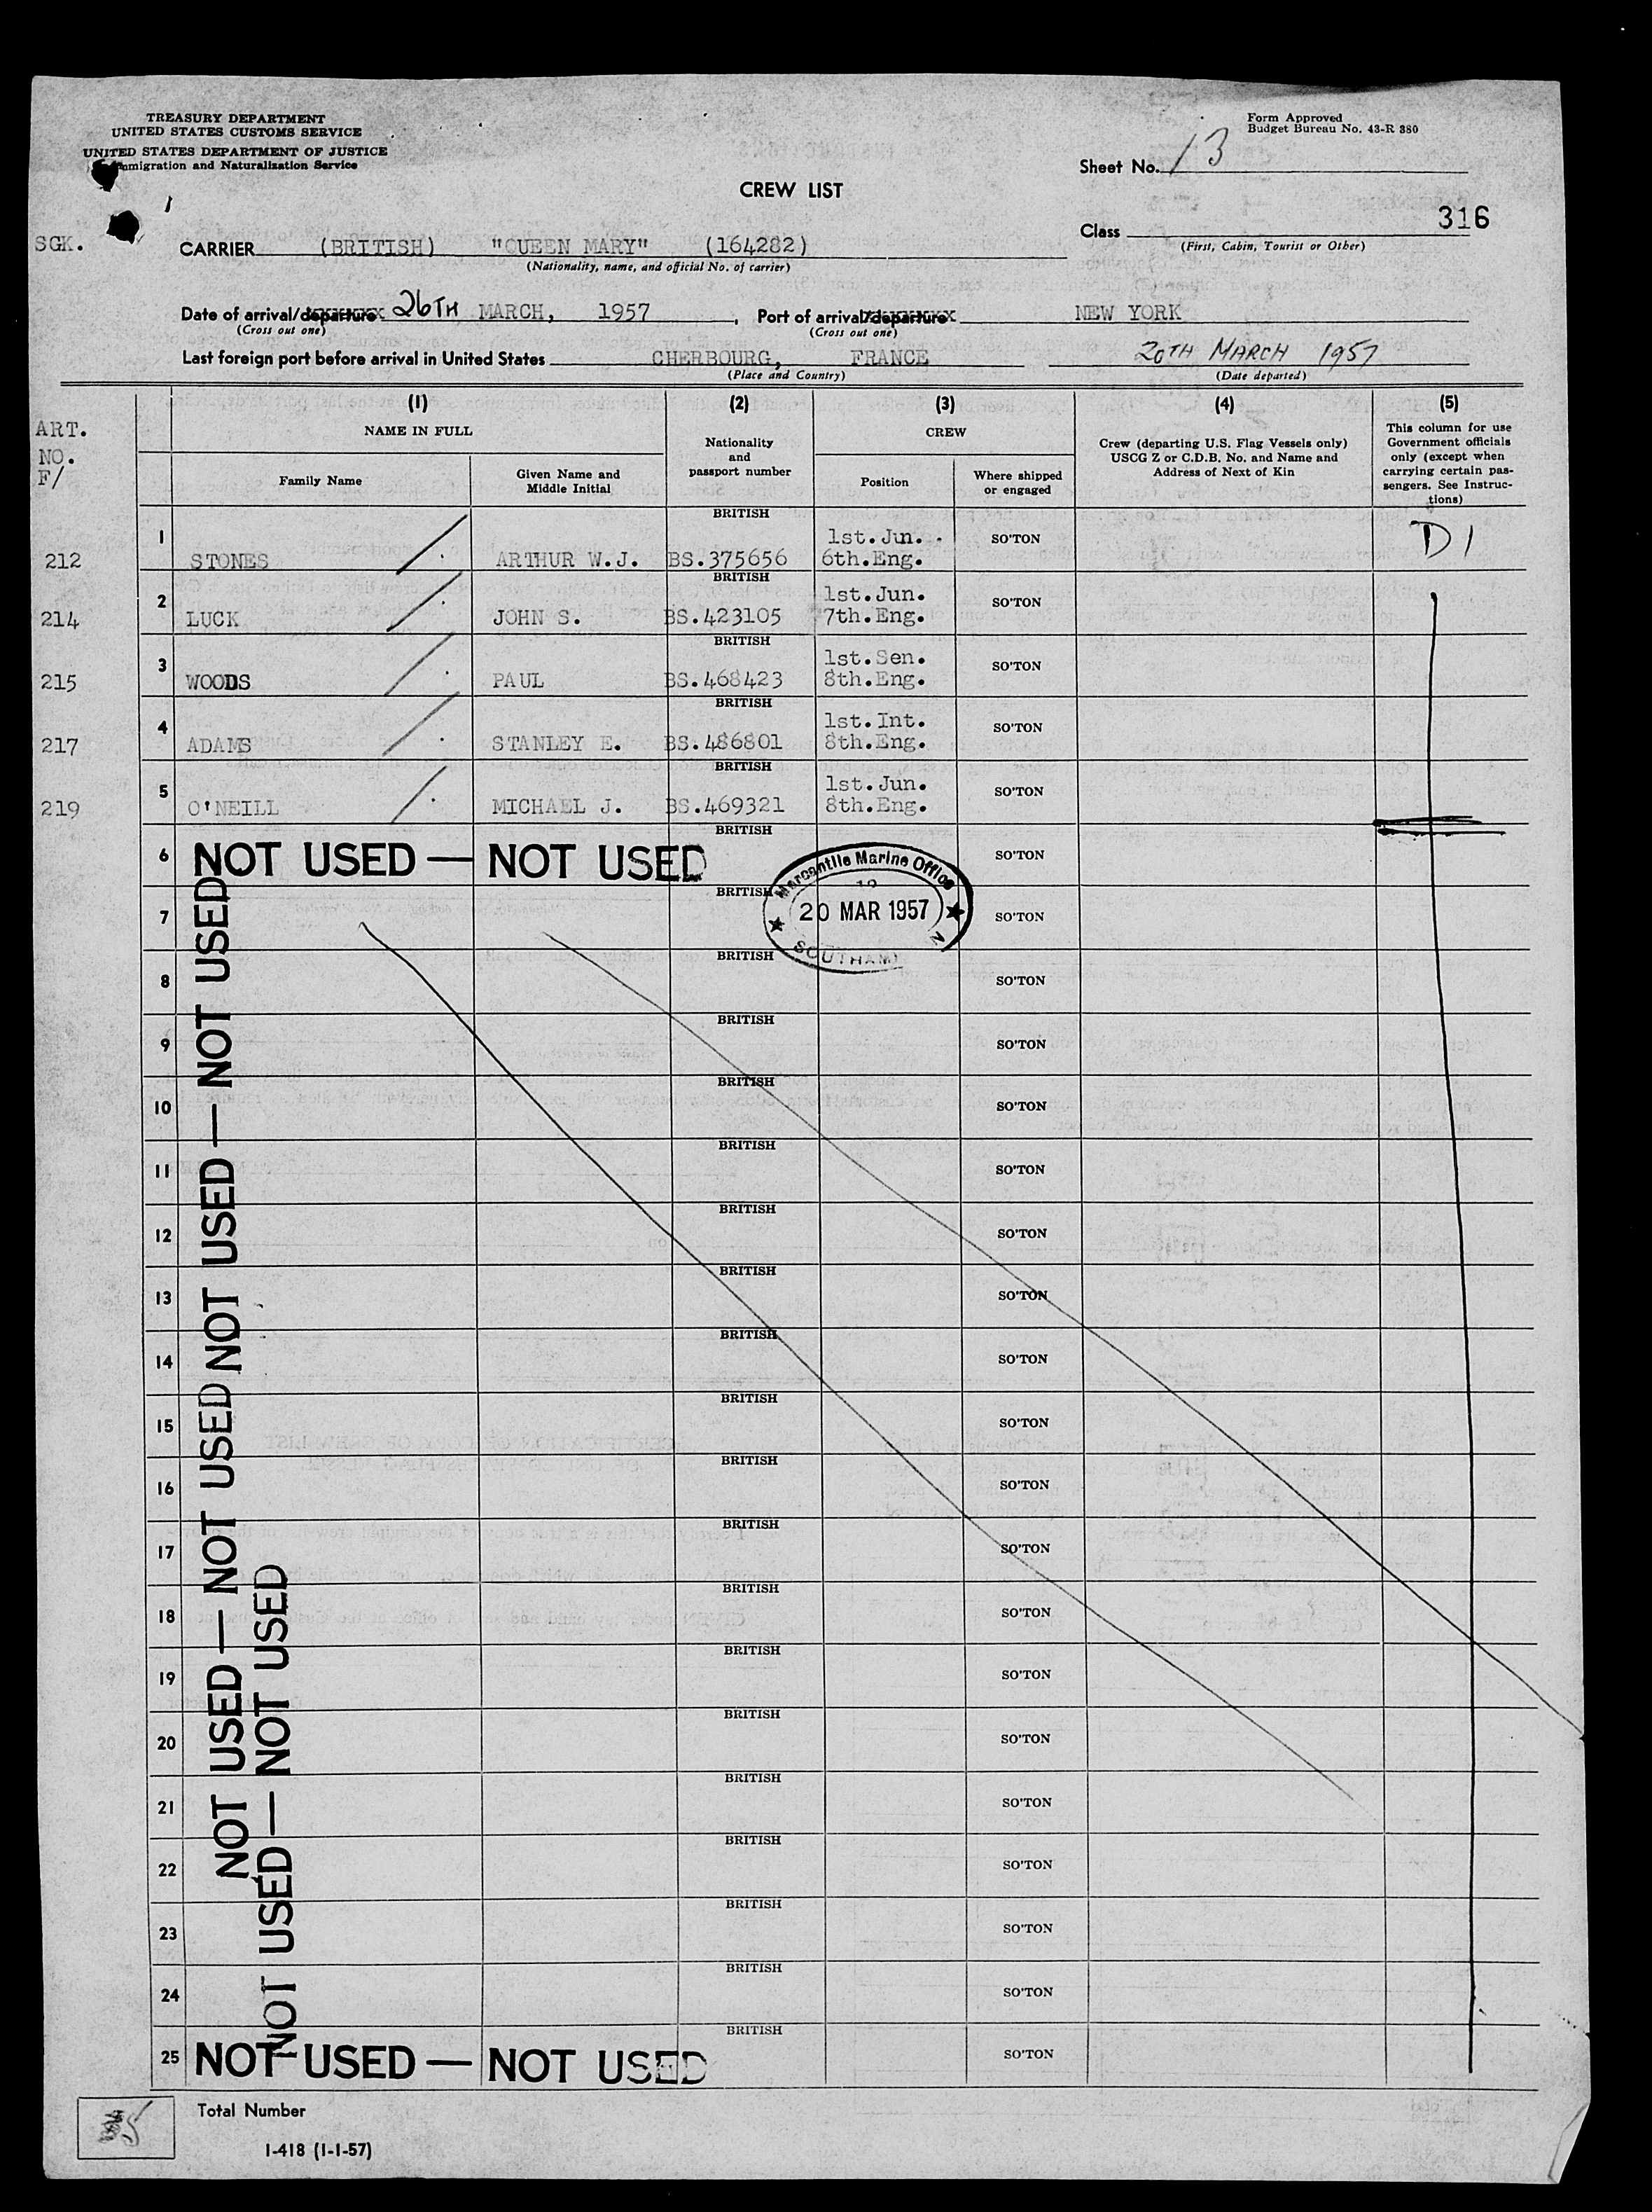 TREASURY DEPARTMENT
UNITED STATES CUSTOMS SERVICE
UNITED STATES DEPARTMENT OF JUSTICE
Immigration and Naturalization Service
Form Approved
Budget Bureau No. 43-R 380
Sheet No. 13
CREW LIST
316
SGK.
CARRIER (BRITISH) "QUEEN MARY" (164282)
(Nationality, name, and official No. of carrier)
Class
(First, Cabin, Tourist or Other)
Date of arrival/departure 26TH MARCH, 1957, Port of arrival/departure NEW YORK
(Cross out one) (Cross out one)
Last foreign port before arrival in United States CHERBOURG, FRANCE 20TH MARCH 1957
(Place and Country) (Date departed)
ART.
NO.
F/
(1) (2) (3) (4) (5)
NAME IN FULL
Family Name
Given Name and
Middle Initial
Nationality
and
passport number
CREW
Position
Where shipped
or engaged
Crew (departing U.S. Flag Vessels only)
USCG Z or C.D.B. No. and Name and
Address of Next of Kin
This column for use
Government officials
only (except when
carrying certain pas-
sengers. See Instruc-
tions)
BRITISH
1 1st.Jun. SO'TON D1
212 STONES ARTHUR W.J. BS.375656 6th.Eng.
BRITISH
2 1st.Jun. SO'TON
214 LUCK JOHN S. BS.423105 7th.Eng.
BRITISH
3 1st.Sen. SO'TON
215 WOODS PAUL BS.468423 8th.Eng.
BRITISH
4 1st.Int. SO'TON
217 ADAMS STANLEY E. BS.486801 8th.Eng.
BRITISH
5 1st.Jun. SO'TON
219 O'NEILL MICHAEL J. BS.469321 8th.Eng.
BRITISH
6 NOT USED — NOT USED SO'TON
Mercantile Marine Office
20 MAR 1957
BRITISH
7 SO'TON
BRITISH
8 SO'TON
BRITISH
9 SO'TON
BRITISH
10 SO'TON
BRITISH
11 SO'TON
BRITISH
12 SO'TON
BRITISH
13 SO'TON
BRITISH
14 SO'TON
BRITISH
15 SO'TON
BRITISH
16 SO'TON
BRITISH
17 SO'TON
BRITISH
18 SO'TON
BRITISH
19 SO'TON
BRITISH
20 SO'TON
BRITISH
21 SO'TON
BRITISH
22 SO'TON
BRITISH
23 SO'TON
BRITISH
24 SO'TON
BRITISH
25 NOT USED — NOT USED SO'TON
NOT USED — NOT USED NOT USED — NOT USED
NOT USED — NOT USED
Total Number
5
I-418 (1-1-57)